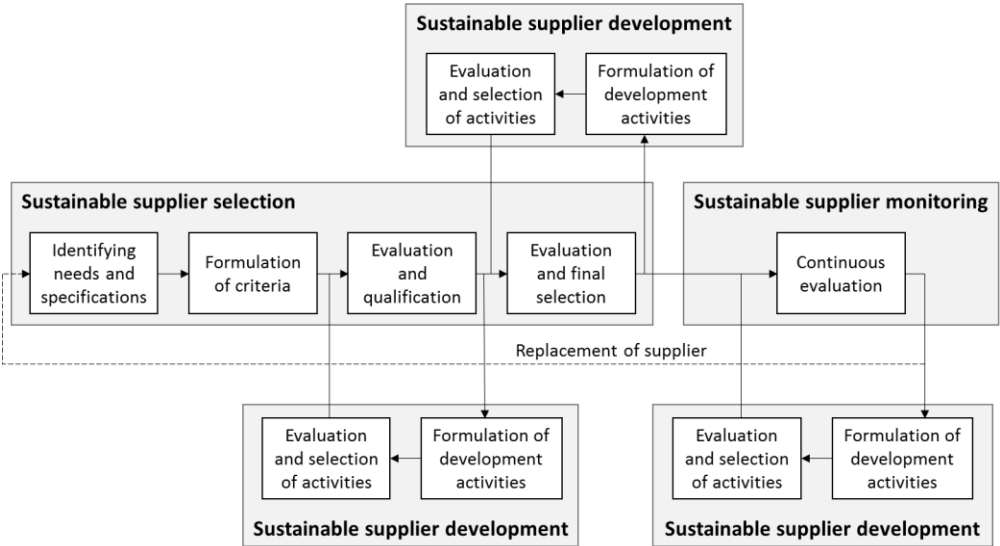 Sustainable supplier development
Evaluation
and selection
of activities
Formulation of
development
activities
Sustainable supplier selection
Identifying
needs and
specifications
Formulation
of criteria
Evaluation
and
qualification
Evaluation
and final
selection
Sustainable supplier monitoring
Continuous
evaluation
Replacement of supplier
Evaluation
and selection
of activities
Formulation of
development
activities
Sustainable supplier development
Evaluation
and selection
of activities
Formulation of
development
activities
Sustainable supplier development